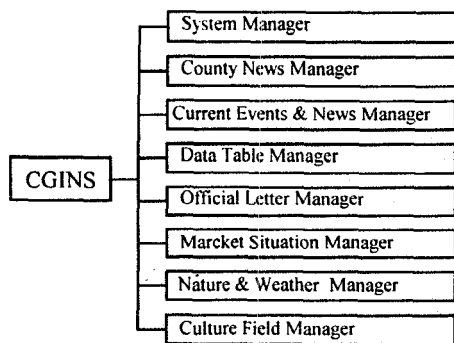 System Manager
County News Manager
Current Events & News Manager
Data Table Manager
CGINS
Official Letter Manager
Marcket Situation Manager
Nature & Weather Manager
Culture Field Manager